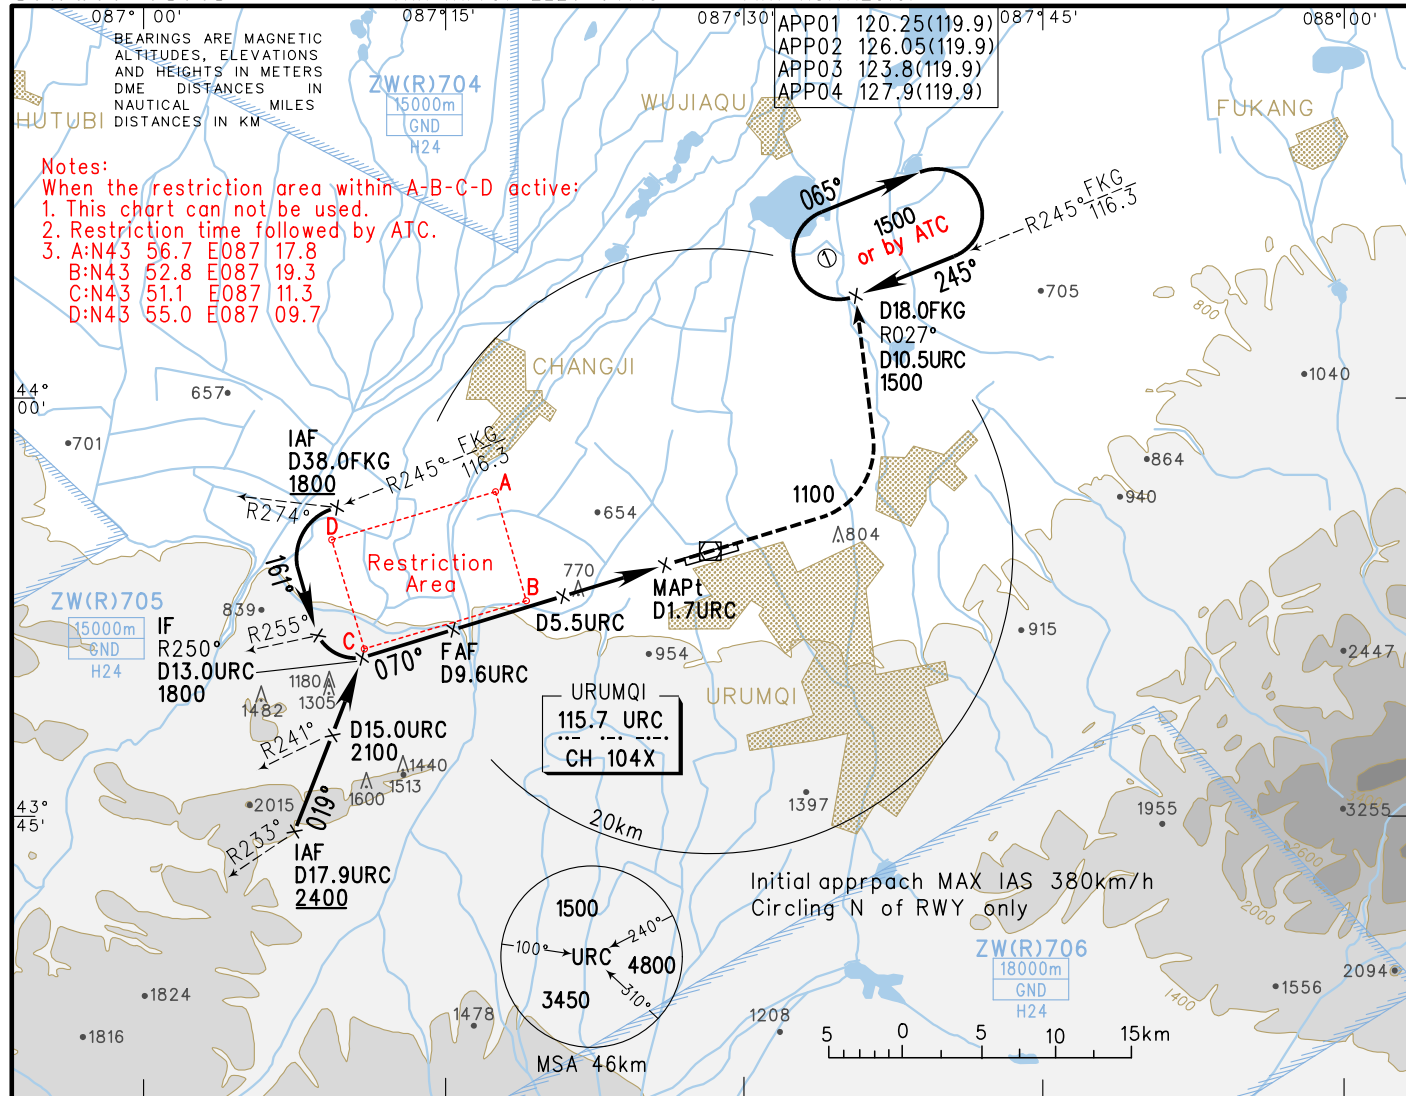 087° 00'
087° 15'
087° 30'
087° 45'
088° 00'
BEARINGS ARE MAGNETIC
ALTITUDES, ELEVATIONS
AND HEIGHTS IN METERS
DME DISTANCES IN
NAUTICAL MILES
DISTANCES IN KM
APP01 120.25(119.9)
APP02 126.05(119.9)
APP03 123.8(119.9)
APP04 127.9(119.9)
ZW(R)704
15000m
GND
H24
HUTUBI
WUJIAQU
FUKANG
Notes:
When the restriction area within A-B-C-D active:
1. This chart can not be used.
2. Restriction time followed by ATC.
3. A:N43 56.7 E087 17.8
B:N43 52.8 E087 19.3
C:N43 51.1 E087 11.3
D:N43 55.0 E087 09.7
065°
1500
or by ATC
1
245°
R245° FKG
116.3
705
D18.0FKG
R027°
D10.5URC
1500
800
CHANGJI
1040
657
44°
00'
701
IAF
D38.0FKG
1800
R245° FKG
116.3
R274°
864
940
A
D
654
1100
804
161°
Restriction
Area
770
B
MAPt
D1.7URC
D5.5URC
ZW(R)705
15000m
GND
H24
839
IF
R250°
D13.0URC
1800
R255°
C
070°
FAF
D9.6URC
915
954
2447
1180
1305
1482
URUMQI
115.7 URC
CH 104X
URUMQI
R241°
D15.0URC
2100
1440
1513
1600
2015
019°
43°
45'
1397
1955
3255
20km
R233°
IAF
D17.9URC
2400
2600
2000
1400
Initial apprpach MAX IAS 380km/h
Circling N of RWY only
1500
100°
URC
240°
4800
3450
310°
MSA 46km
ZW(R)706
18000m
GND
H24
2094
1556
1824
1816
1478
1208
5 0 5 10 15km